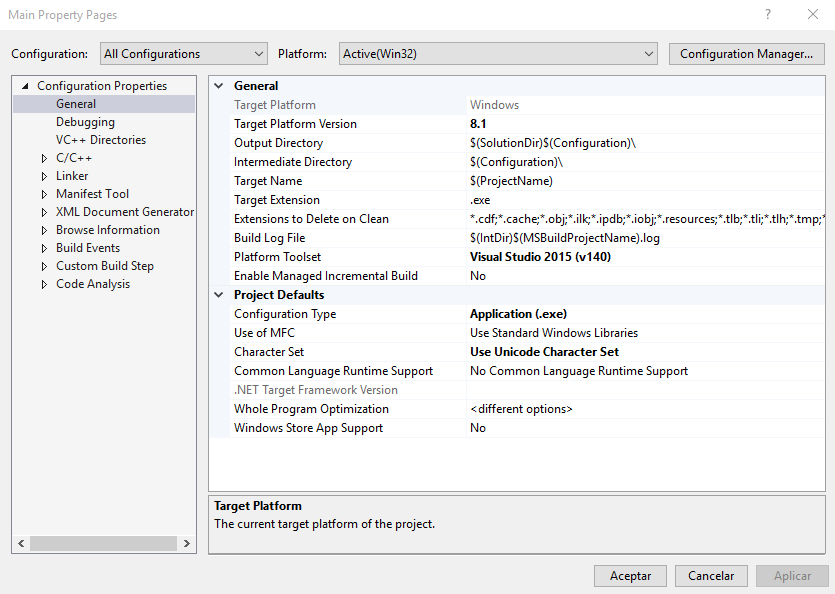 Main Property Pages
Configuration: All Configurations Platform: Active(Win32) Configuration Manager...
Configuration Properties
General
Debugging
VC++ Directories
C/C++
Linker
Manifest Tool
XML Document Generator
Browse Information
Build Events
Custom Build Step
Code Analysis
General
Target Platform Windows
Target Platform Version 8.1
Output Directory $(SolutionDir)$(Configuration)\
Intermediate Directory $(Configuration)\
Target Name $(ProjectName)
Target Extension .exe
Extensions to Delete on Clean *.cdf;*.cache;*.obj;*.ilk;*.ipdb;*.iobj;*.resources;*.tlb;*.tli;*.tlh;*.tmp;*
Build Log File $(IntDir)$(MSBuildProjectName).log
Platform Toolset Visual Studio 2015 (v140)
Enable Managed Incremental Build No
Project Defaults
Configuration Type Application (.exe)
Use of MFC Use Standard Windows Libraries
Character Set Use Unicode Character Set
Common Language Runtime Support No Common Language Runtime Support
.NET Target Framework Version
Whole Program Optimization <different options>
Windows Store App Support No
Target Platform
The current target platform of the project.
Aceptar Cancelar Aplicar